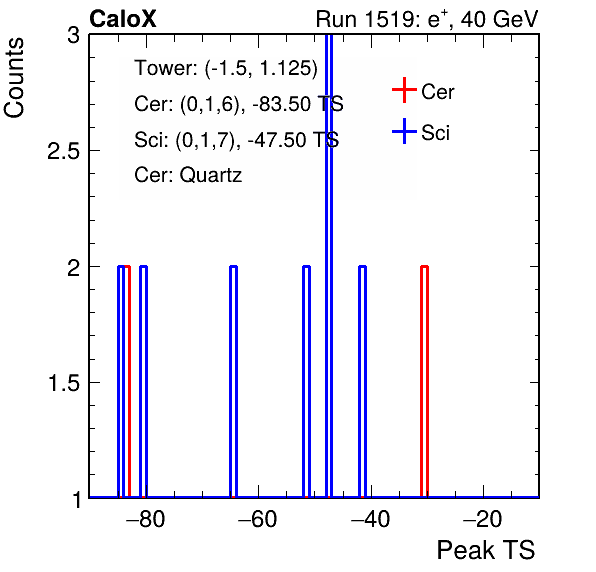 CaloX Run 1519: e⁺, 40 GeV
Counts
3
2.5
2
1.5
1
Tower: (-1.5, 1.125)
Cer: (0,1,6), -83.50 TS
Sci: (0,1,7), -47.50 TS
Cer: Quartz
Cer
Sci
−80 −60 −40 −20
Peak TS